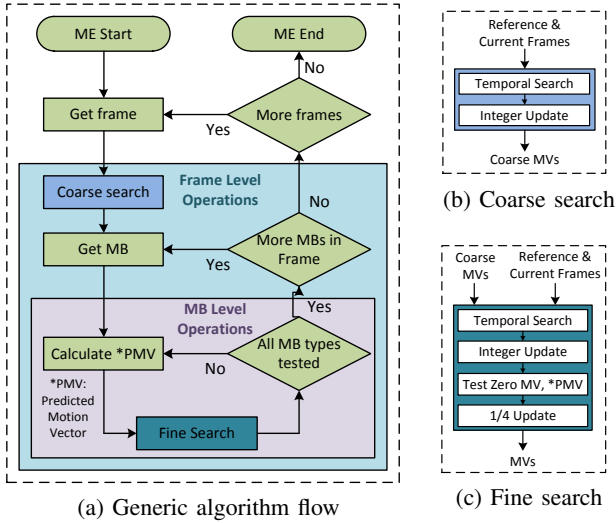 ME Start
ME End
No
Get frame
Yes
More frames
Frame Level
Operations
Coarse search
No
Get MB
Yes
More MBs in
Frame
MB Level
Operations
Yes
Calculate *PMV
No
All MB types
tested
*PMV:
Predicted
Motion
Vector
Fine Search
(a) Generic algorithm flow
Reference &
Current Frames
Temporal Search
Integer Update
Coarse MVs
(b) Coarse search
Coarse
MVs
Reference &
Current Frames
Temporal Search
Integer Update
Test Zero MV, *PMV
1/4 Update
MVs
(c) Fine search